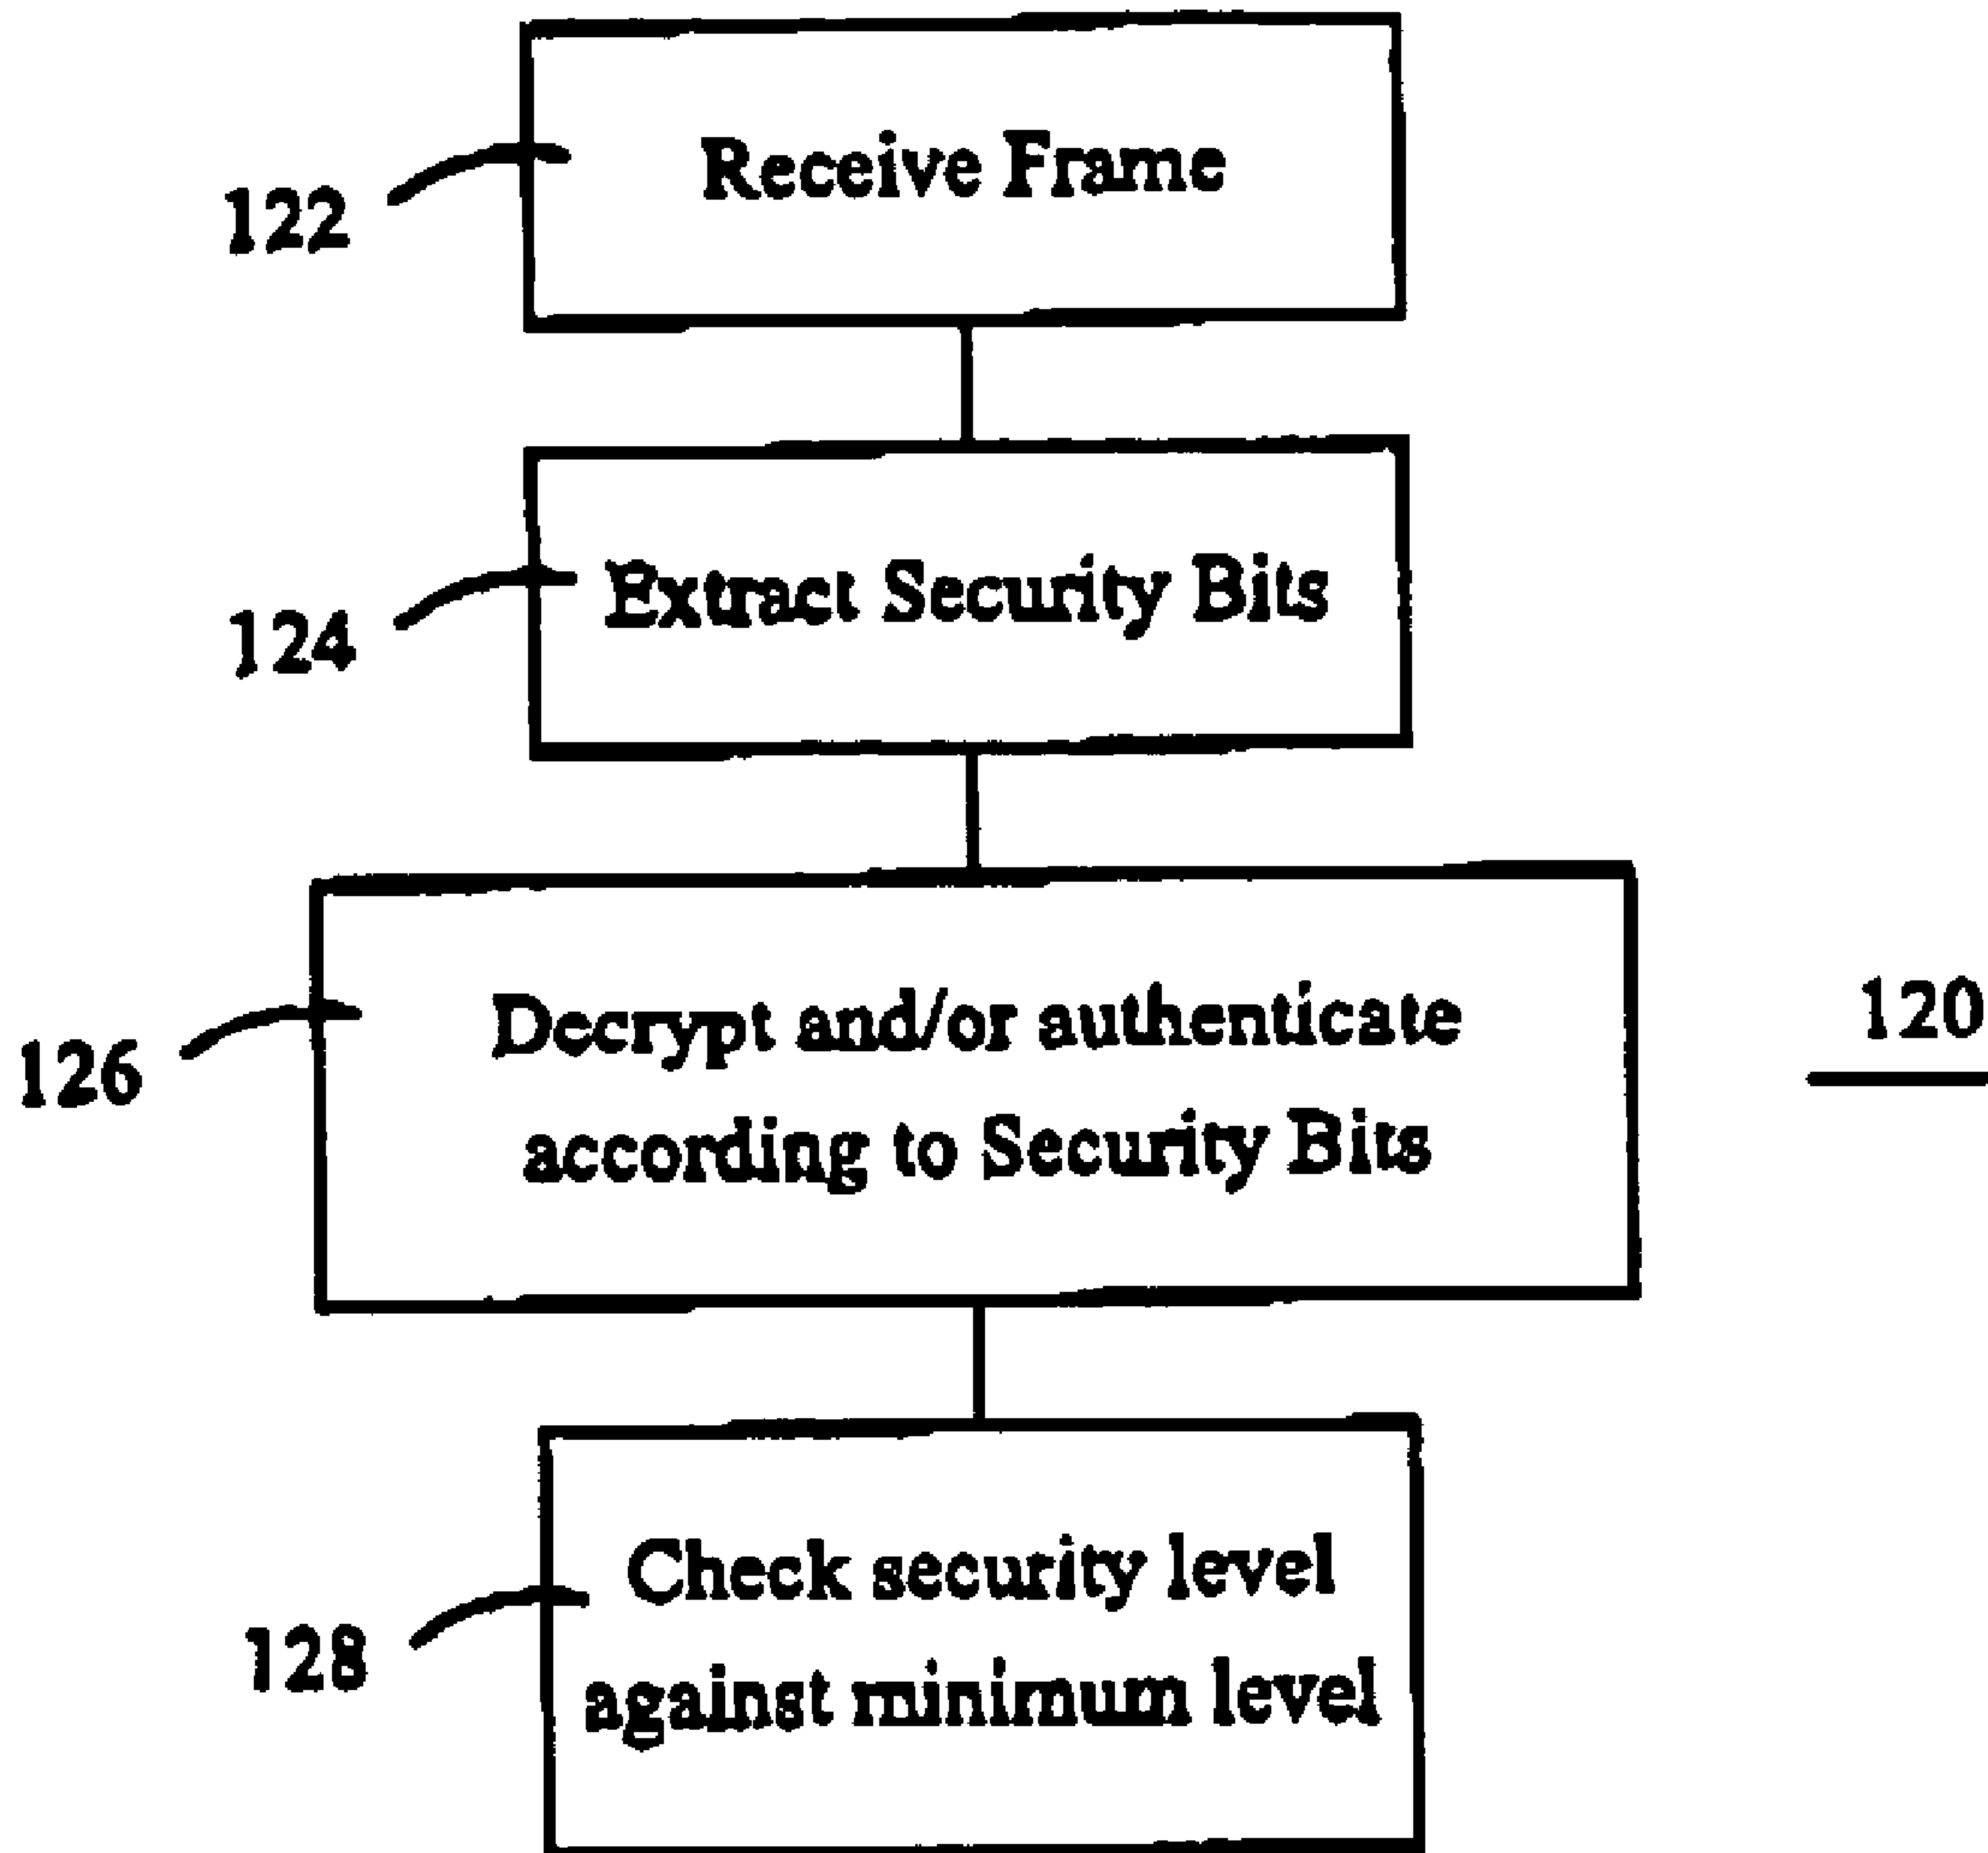 Receive Frame
122
Extract Security Bits
124
Decrypt and/or authenticate
according to Security Bits
126
120
Check security level
against minimum level
128